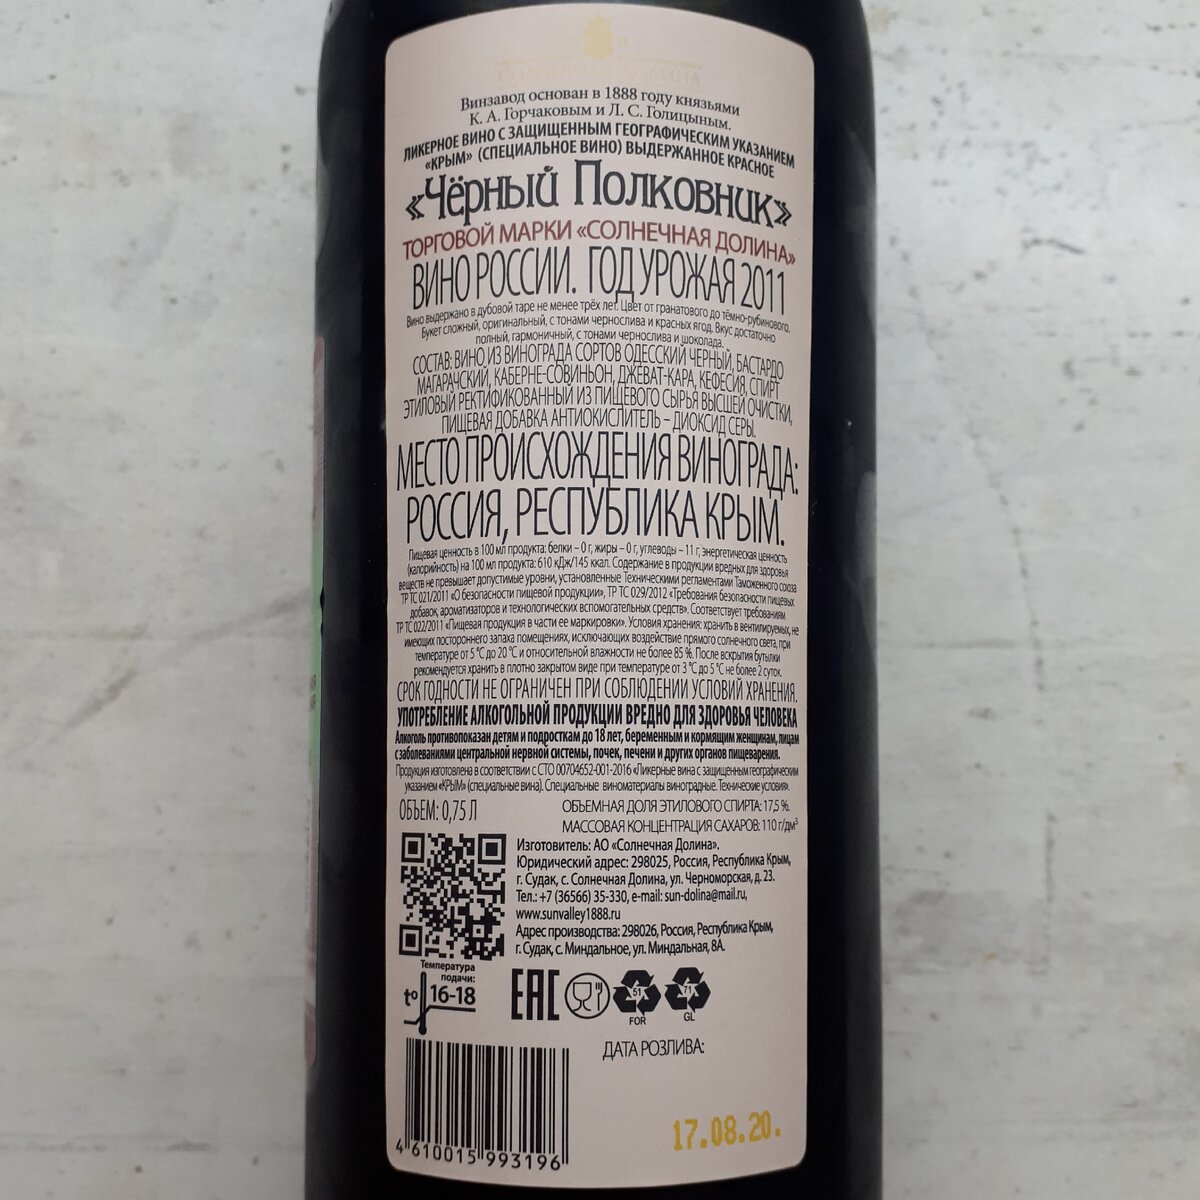 СОЛНЕЧНАЯ ДОЛИНА
Винзавод основан в 1888 году князьями
К. А. Горчаковым и Л. С. Голицыным.
ЛИКЕРНОЕ ВИНО С ЗАЩИЩЕННЫМ ГЕОГРАФИЧЕСКИМ УКАЗАНИЕМ
«КРЫМ» (СПЕЦИАЛЬНОЕ ВИНО) ВЫДЕРЖАННОЕ КРАСНОЕ
«Чёрный Полковник»
ТОРГОВОЙ МАРКИ «СОЛНЕЧНАЯ ДОЛИНА»
ВИНО РОССИИ. ГОД УРОЖАЯ 2011
Вино выдержано в дубовой таре не менее трёх лет. Цвет от гранатового до тёмно-рубинового.
Букет сложный, оригинальный, с тонами чернослива и красных ягод. Вкус достаточно
полный, гармоничный, с тонами чернослива и шоколада.
СОСТАВ: ВИНО ИЗ ВИНОГРАДА СОРТОВ ОДЕССКИЙ ЧЕРНЫЙ, БАСТАРДО
МАГАРАЧСКИЙ, КАБЕРНЕ-СОВИНЬОН, ДЖЕВАТ-КАРА, КЕФЕСИЯ, СПИРТ
ЭТИЛОВЫЙ РЕКТИФИКОВАННЫЙ ИЗ ПИЩЕВОГО СЫРЬЯ ВЫСШЕЙ ОЧИСТКИ,
ПИЩЕВАЯ ДОБАВКА АНТИОКИСЛИТЕЛЬ – ДИОКСИД СЕРЫ.
МЕСТО ПРОИСХОЖДЕНИЯ ВИНОГРАДА:
РОССИЯ, РЕСПУБЛИКА КРЫМ.
Пищевая ценность в 100 мл продукта: белки – 0 г, жиры – 0 г, углеводы – 11 г, энергетическая ценность
(калорийность) на 100 мл продукта: 610 кДж/145 ккал. Содержание в продукции вредных для здоровья
веществ не превышает допустимые уровни, установленные Техническими регламентами Таможенного союза
ТР ТС 021/2011 «О безопасности пищевой продукции», ТР ТС 029/2012 «Требования безопасности пищевых
добавок, ароматизаторов и технологических вспомогательных средств». Соответствует требованиям
ТР ТС 022/2011 «Пищевая продукция в части ее маркировки». Условия хранения: хранить в вентилируемых, не
имеющих постороннего запаха помещениях, исключающих воздействие прямого солнечного света, при
температуре от 5 °С до 20 °С и относительной влажности не более 85 %. После вскрытия бутылки
рекомендуется хранить в плотно закрытом виде при температуре от 3 °С до 5 °С не более 2 суток.
СРОК ГОДНОСТИ НЕ ОГРАНИЧЕН ПРИ СОБЛЮДЕНИИ УСЛОВИЙ ХРАНЕНИЯ.
УПОТРЕБЛЕНИЕ АЛКОГОЛЬНОЙ ПРОДУКЦИИ ВРЕДНО ДЛЯ ЗДОРОВЬЯ ЧЕЛОВЕКА
Алкоголь противопоказан детям и подросткам до 18 лет, беременным и кормящим женщинам, лицам
с заболеваниями центральной нервной системы, почек, печени и других органов пищеварения.
Продукция изготовлена в соответствии с СТО 00704652-001-2016 «Ликерные вина с защищенным географическим
указанием «КРЫМ» (специальные вина). Специальные виноматериалы виноградные. Технические условия».
ОБЪЕМ: 0,75 Л
ОБЪЕМНАЯ ДОЛЯ ЭТИЛОВОГО СПИРТА: 17,5 %.
МАССОВАЯ КОНЦЕНТРАЦИЯ САХАРОВ: 110 г/дм³
Изготовитель: АО «Солнечная Долина».
Юридический адрес: 298025, Россия, Республика Крым,
г. Судак, с. Солнечная Долина, ул. Черноморская, д. 23.
Тел.: +7 (36566) 35-330, e-mail: sun-dolina@mail.ru,
www.sunvalley1888.ru
Адрес производства: 298026, Россия, Республика Крым,
г. Судак, с. Миндальное, ул. Миндальная, 8А.
Температура
подачи:
t° 16-18
ЕАС
51
FOR
71
GL
ДАТА РОЗЛИВА:
17.08.20.
4 610015 993196